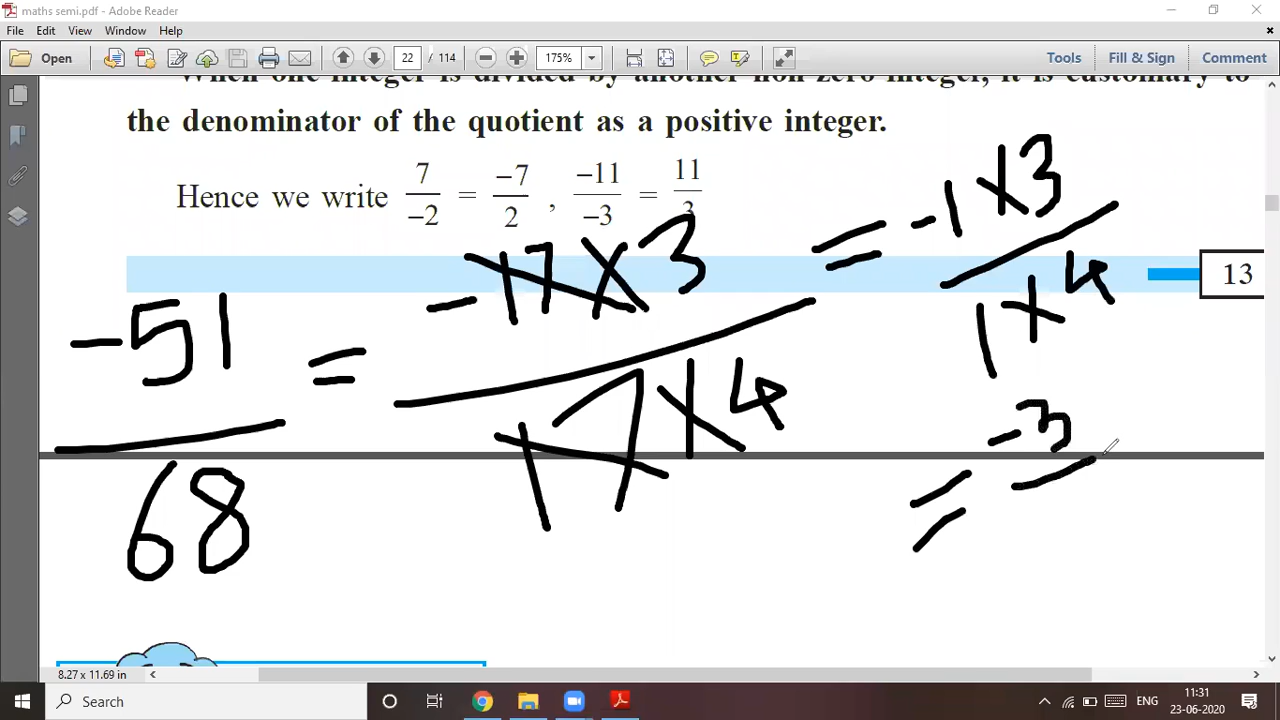 maths semi.pdf - Adobe Reader
File Edit View Window Help
Open 22 / 114 175% Tools Fill & Sign Comment
When one integer is divided by another non zero integer, it is customary to
the denominator of the quotient as a positive integer.
Hence we write 7/-2 = -7/2 , -11/-3 = 11/3
13
-51/68 = -17×3/17×4 = -1×3/1×4
= -3
8.27 x 11.69 in
Search
ENG
11:31
23-06-2020